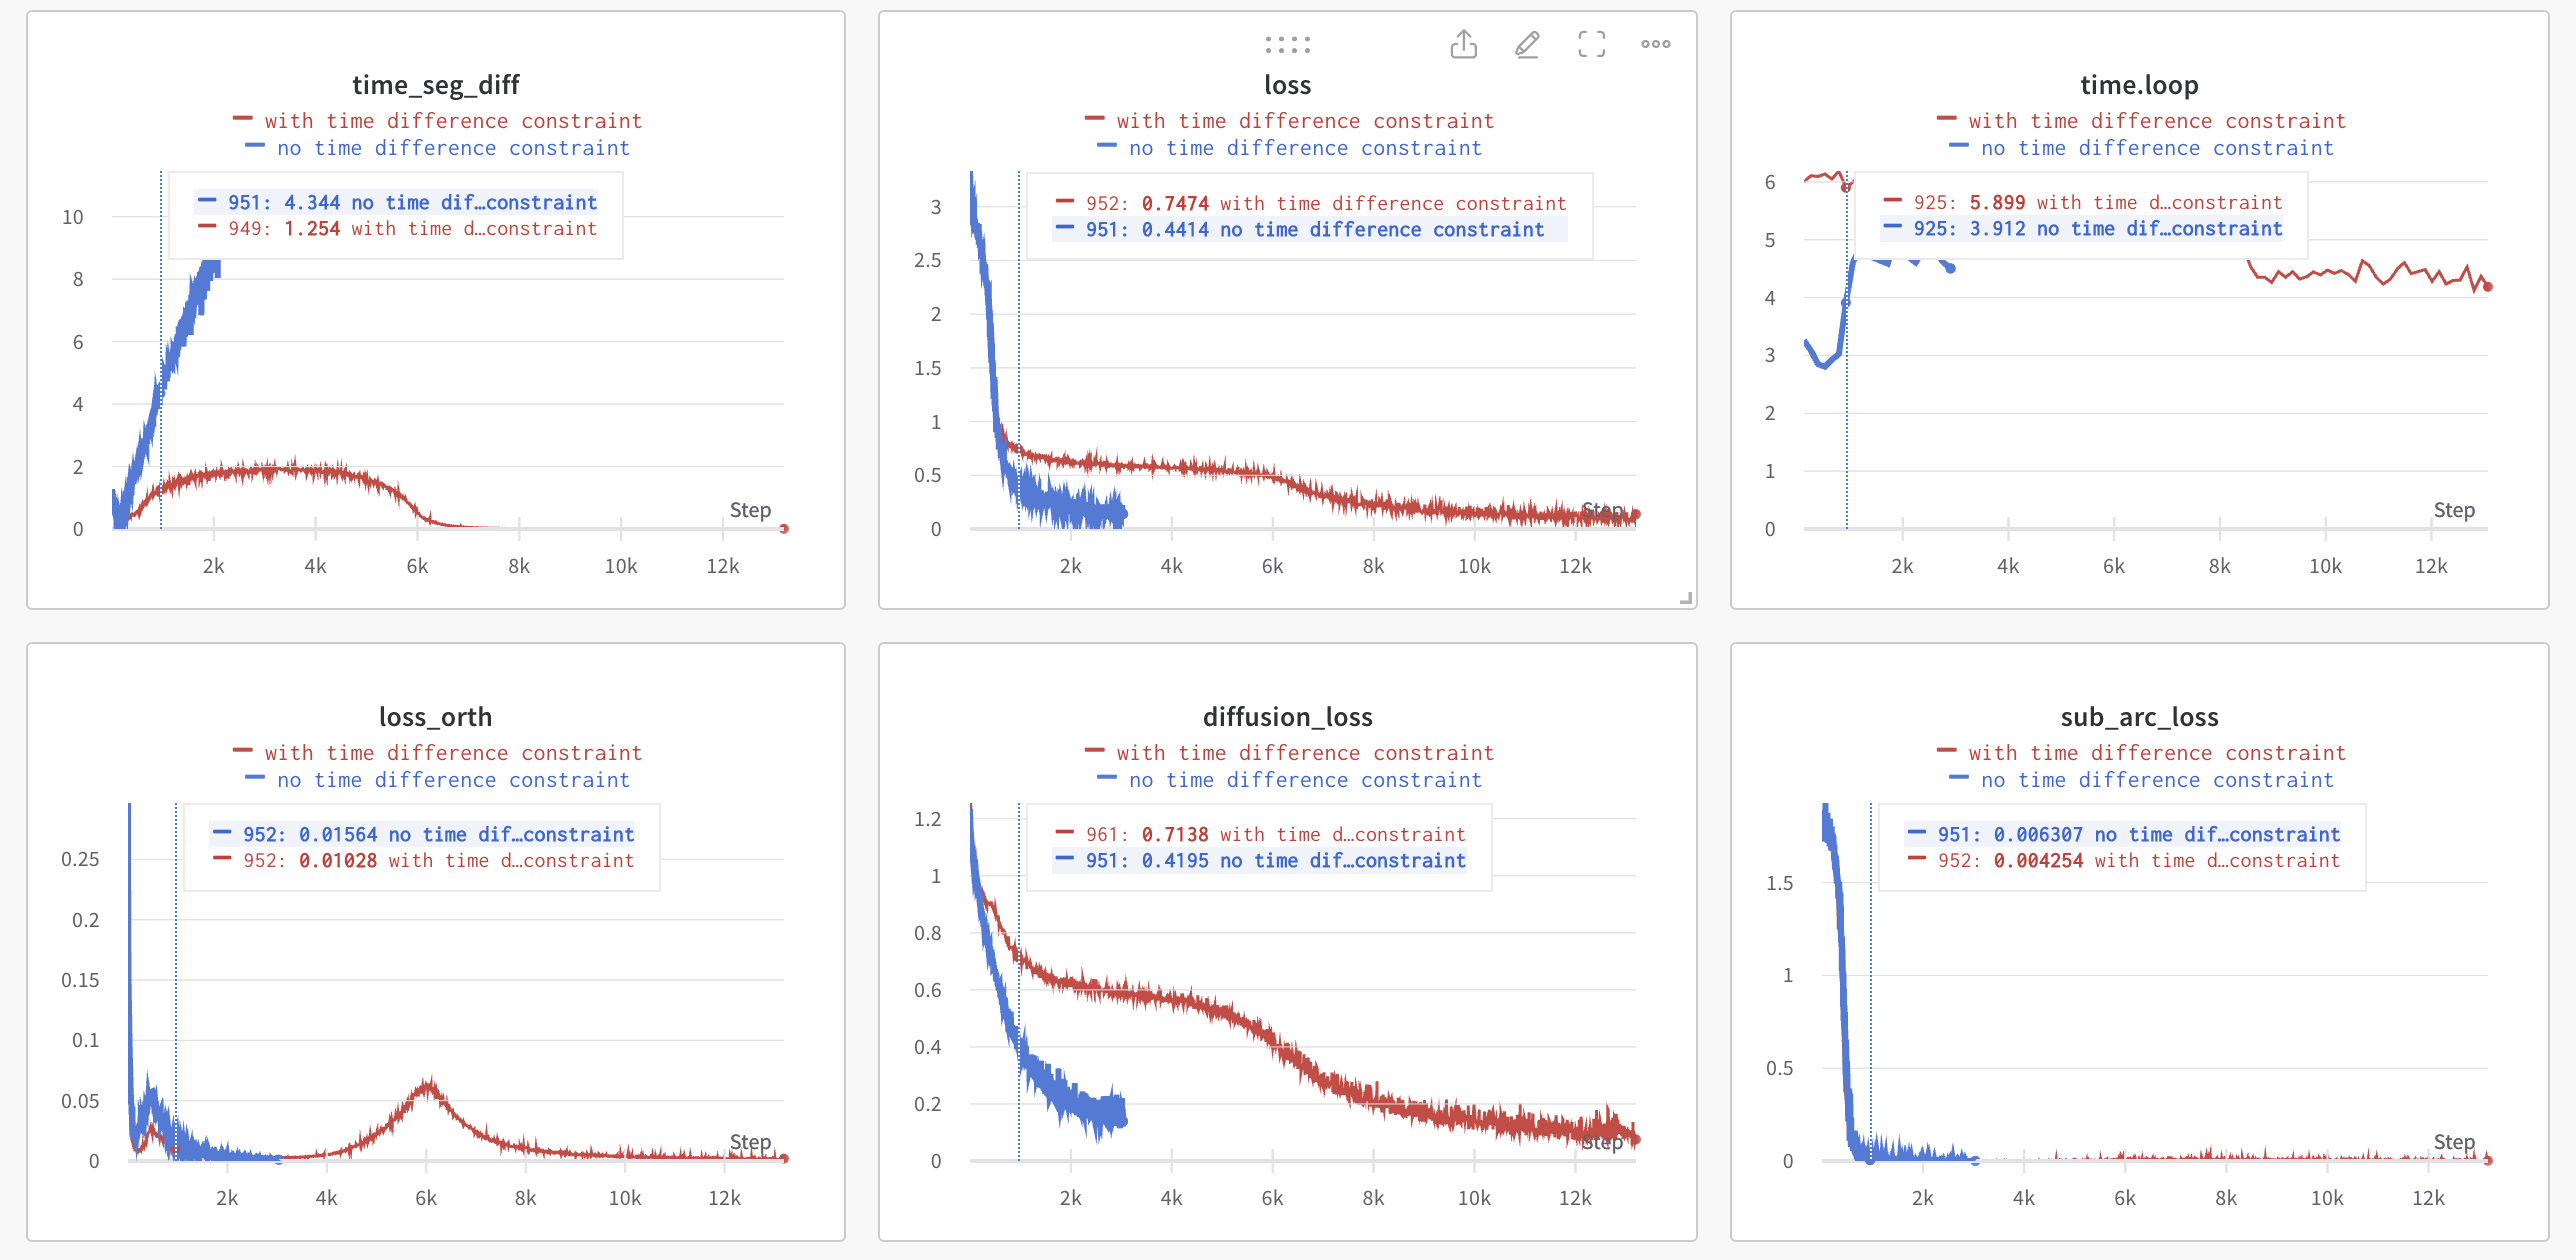 time_seg_diff
with time difference constraint
no time difference constraint
951: 4.344 no time dif…constraint
949: 1.254 with time d…constraint
10
8
6
4
2
0
Step
2k 4k 6k 8k 10k 12k
loss
with time difference constraint
no time difference constraint
952: 0.7474 with time difference constraint
951: 0.4414 no time difference constraint
3
2.5
2
1.5
1
0.5
0
Step
2k 4k 6k 8k 10k 12k
time.loop
with time difference constraint
no time difference constraint
925: 5.899 with time d…constraint
925: 3.912 no time dif…constraint
6
5
4
3
2
1
0
Step
2k 4k 6k 8k 10k 12k
loss_orth
with time difference constraint
no time difference constraint
952: 0.01564 no time dif…constraint
952: 0.01028 with time d…constraint
0.25
0.2
0.15
0.1
0.05
0
Step
2k 4k 6k 8k 10k 12k
diffusion_loss
with time difference constraint
no time difference constraint
961: 0.7138 with time d…constraint
951: 0.4195 no time dif…constraint
1.2
1
0.8
0.6
0.4
0.2
0
Step
2k 4k 6k 8k 10k 12k
sub_arc_loss
with time difference constraint
no time difference constraint
951: 0.006307 no time dif…constraint
952: 0.004254 with time d…constraint
1.5
1
0.5
0
Step
2k 4k 6k 8k 10k 12k